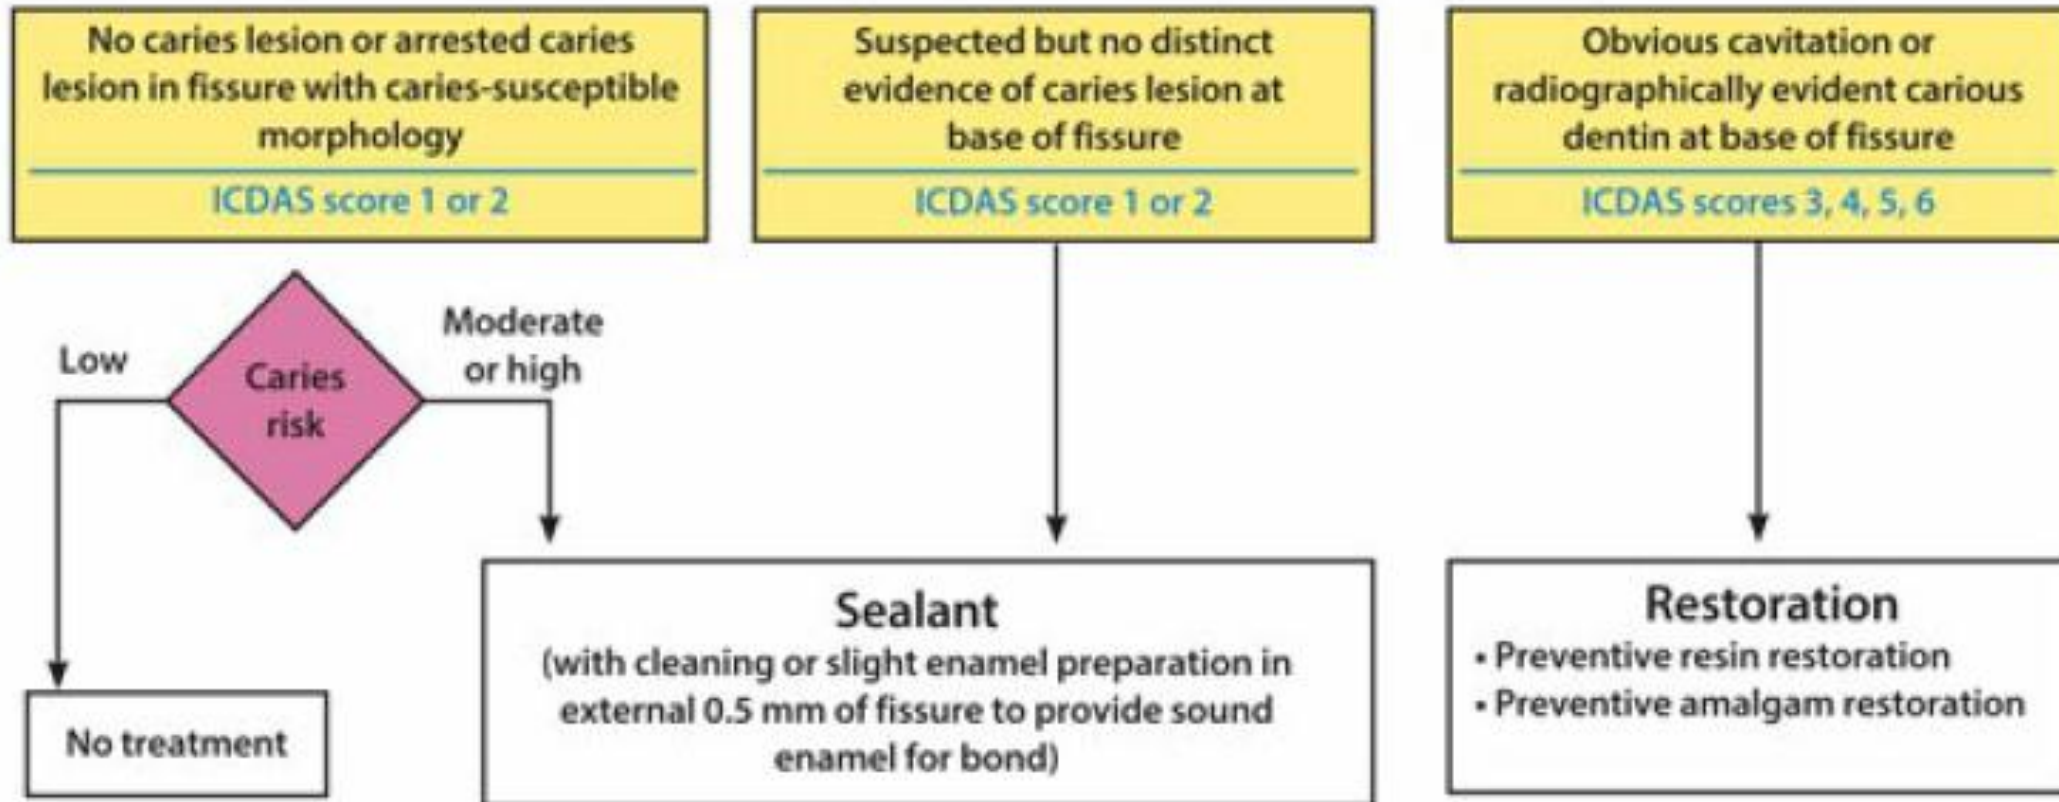 No caries lesion or arrested caries
lesion in fissure with caries-susceptible
morphology
ICDAS score 1 or 2
Suspected but no distinct
evidence of caries lesion at
base of fissure
ICDAS score 1 or 2
Obvious cavitation or
radiographically evident carious
dentin at base of fissure
ICDAS scores 3, 4, 5, 6
Low
Caries
risk
Moderate
or high
No treatment
Sealant
(with cleaning or slight enamel preparation in
external 0.5 mm of fissure to provide sound
enamel for bond)
Restoration
• Preventive resin restoration
• Preventive amalgam restoration